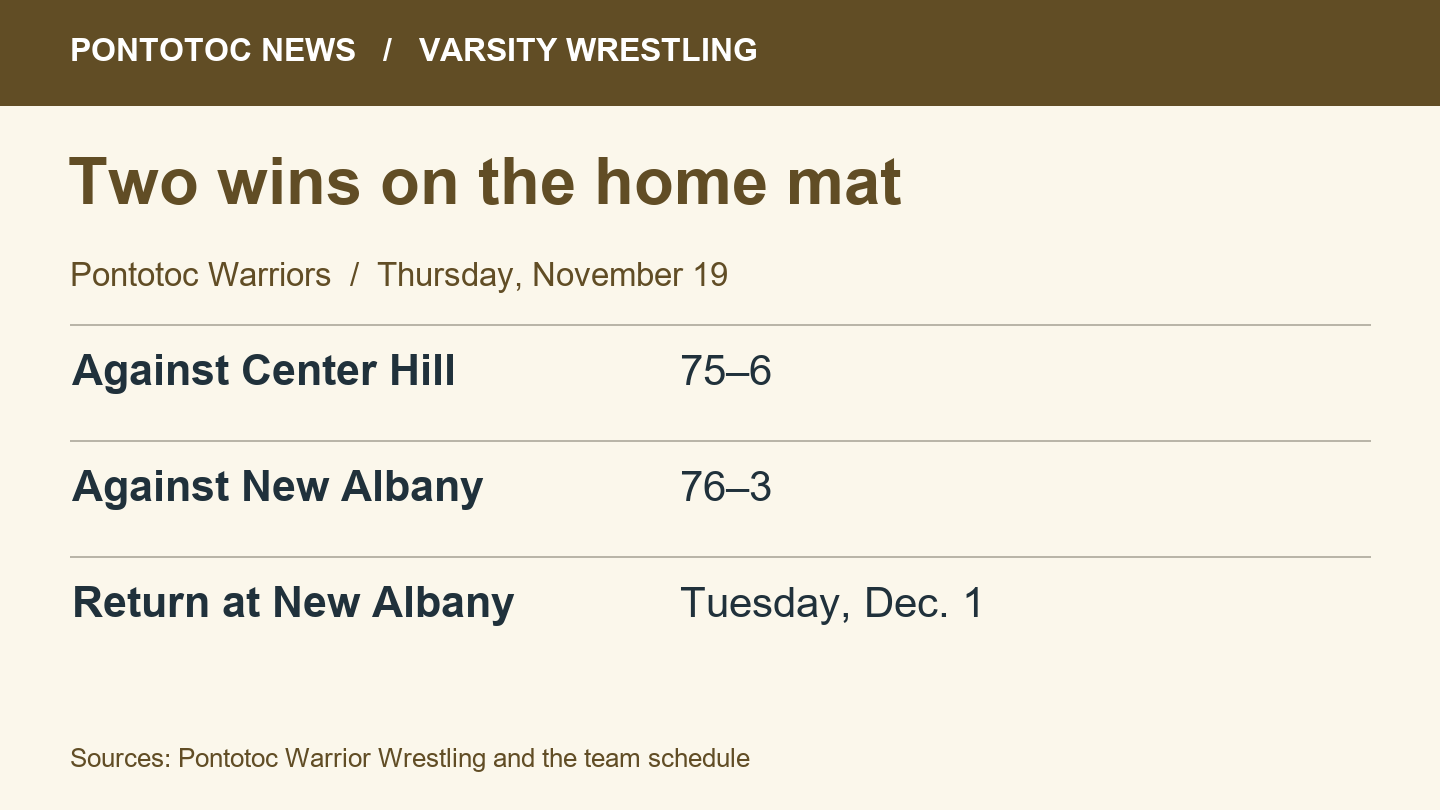 PONTOTOC NEWS / VARSITY WRESTLING
Two wins on the home mat
Pontotoc Warriors / Thursday, November 19
Against Center Hill 75–6
Against New Albany 76–3
Return at New Albany Tuesday, Dec. 1
Sources: Pontotoc Warrior Wrestling and the team schedule